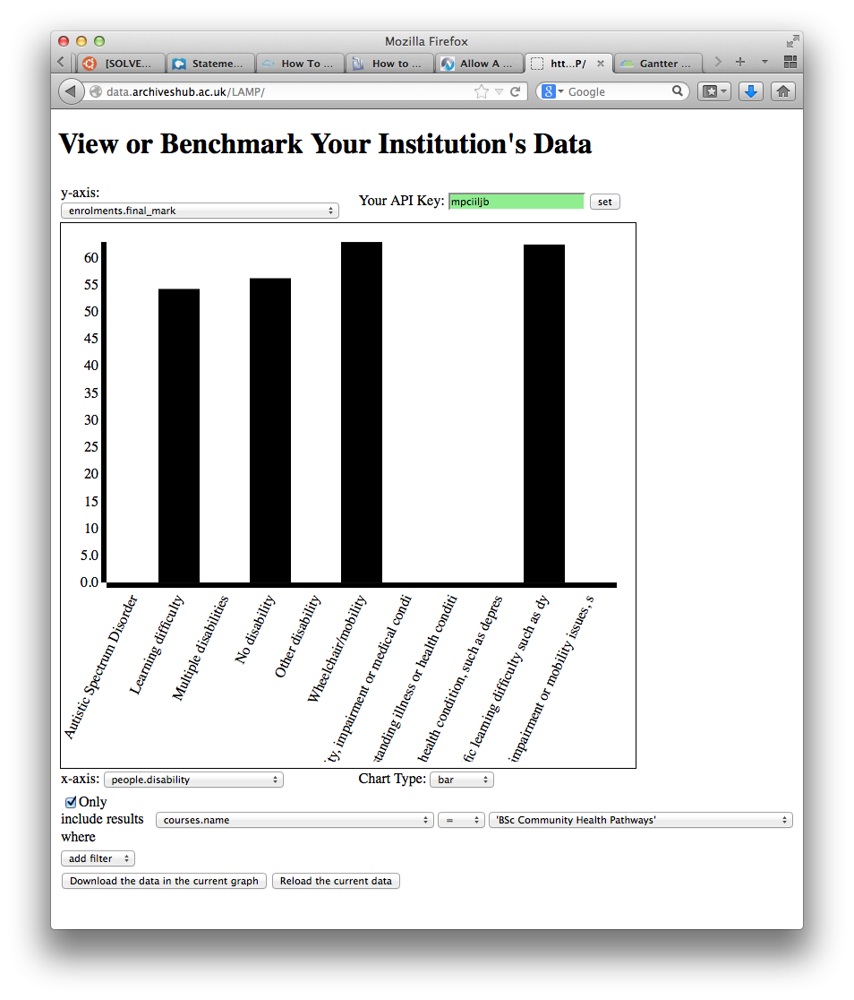 Mozilla Firefox
[SOLVE... Stateme... How To ... How to ... Allow A ... htt...P/ Gantter ...
data.archiveshub.ac.uk/LAMP/ Google
View or Benchmark Your Institution's Data
y-axis:
enrolments.final_mark
Your API Key: mpciiljb set
60
55
50
45
40
35
30
25
20
15
10
5.0
0.0
Autistic Spectrum Disorder
Learning difficulty
Multiple disabilities
No disability
Other disability
Wheelchair/mobility
ity, impairment or medical condi
tanding illness or health conditi
health condition, such as depres
fic learning difficulty such as dy
impairment or mobility issues, s
x-axis: people.disability Chart Type: bar
Only
include results
where
courses.name = 'BSc Community Health Pathways'
add filter
Download the data in the current graph Reload the current data